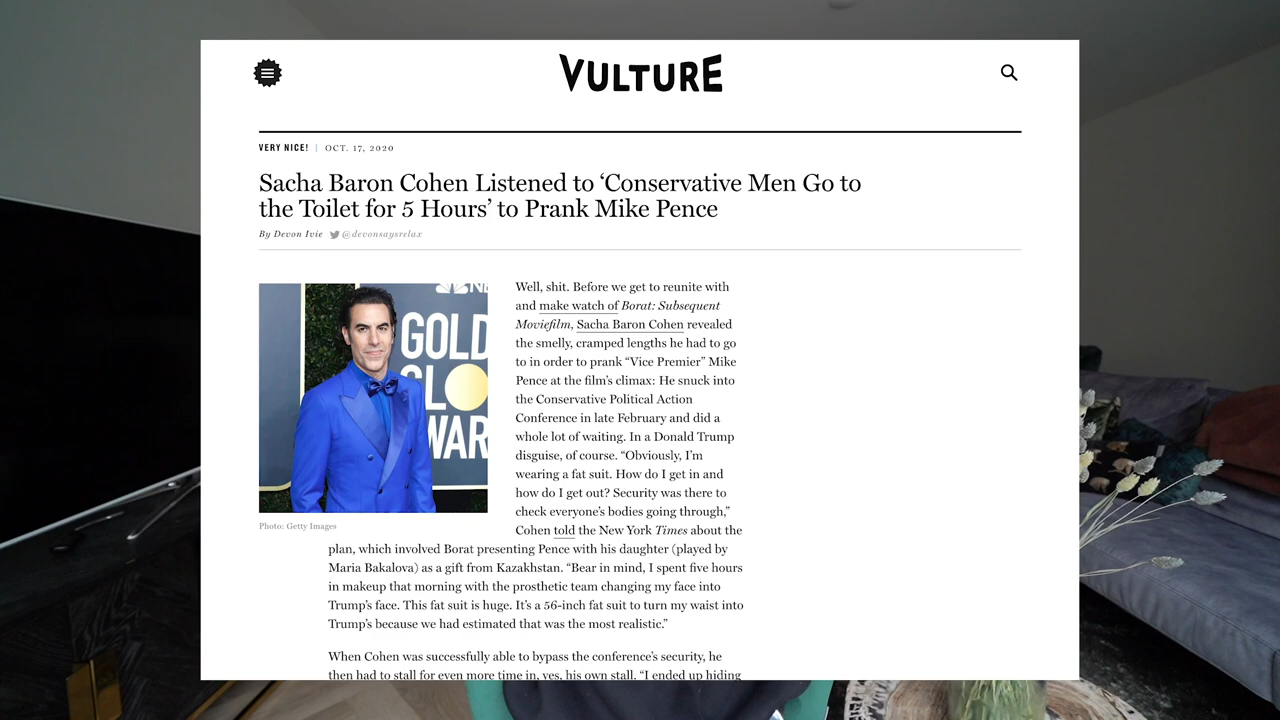 VULTURE
VERY NICE! | OCT. 17, 2020
Sacha Baron Cohen Listened to ‘Conservative Men Go to
the Toilet for 5 Hours’ to Prank Mike Pence
By Devon Ivie @devonsaysrelax
GOLD
GLO
WAR
Photo: Getty Images
Well, shit. Before we get to reunite with
and make watch of Borat: Subsequent
Moviefilm, Sacha Baron Cohen revealed
the smelly, cramped lengths he had to go
to in order to prank “Vice Premier” Mike
Pence at the film’s climax: He snuck into
the Conservative Political Action
Conference in late February and did a
whole lot of waiting. In a Donald Trump
disguise, of course. “Obviously, I’m
wearing a fat suit. How do I get in and
how do I get out? Security was there to
check everyone’s bodies going through,”
Cohen told the New York Times about the
plan, which involved Borat presenting Pence with his daughter (played by
Maria Bakalova) as a gift from Kazakhstan. “Bear in mind, I spent five hours
in makeup that morning with the prosthetic team changing my face into
Trump’s face. This fat suit is huge. It’s a 56-inch fat suit to turn my waist into
Trump’s because we had estimated that was the most realistic.”
When Cohen was successfully able to bypass the conference’s security, he
then had to stall for even more time in, yes, his own stall. “I ended up hiding